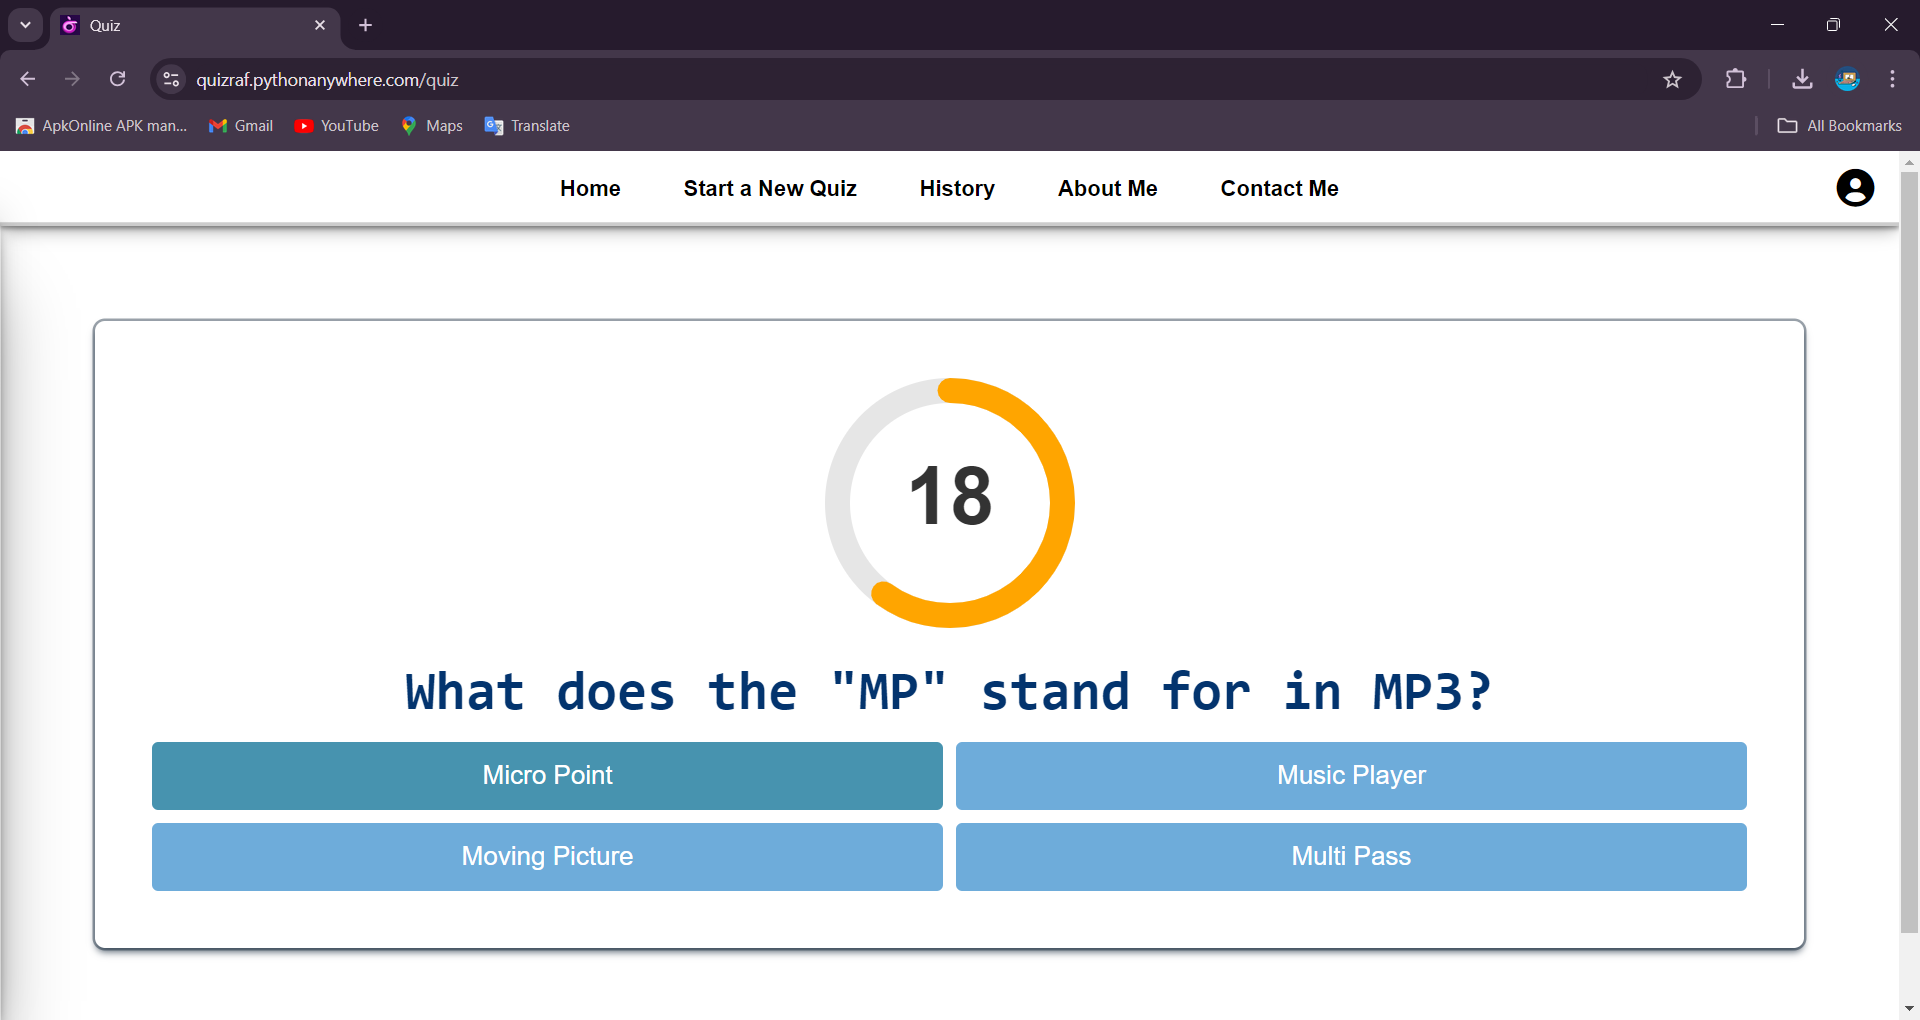 Quiz
quizraf.pythonanywhere.com/quiz
ApkOnline APK man...
Gmail
YouTube
Maps
Translate
All Bookmarks
Home
Start a New Quiz
History
About Me
Contact Me
18
What does the "MP" stand for in MP3?
Micro Point
Music Player
Moving Picture
Multi Pass